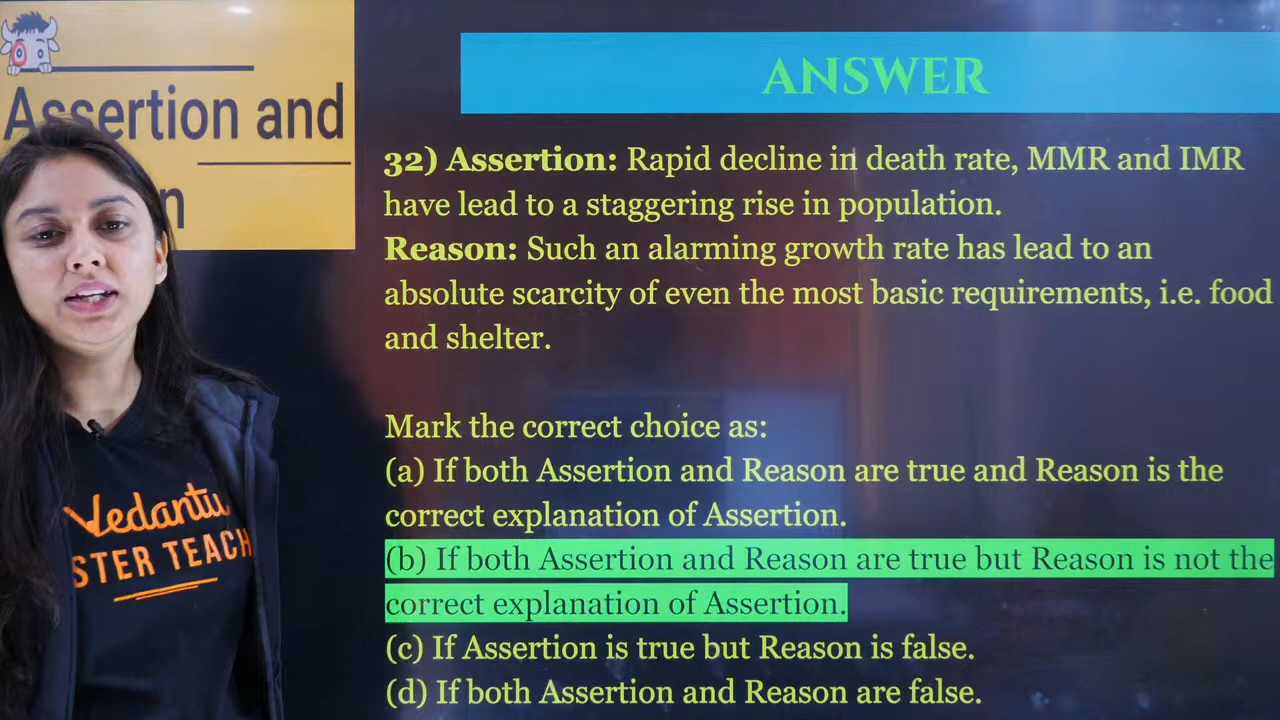 Assertion and
n
ANSWER
32) Assertion: Rapid decline in death rate, MMR and IMR
have lead to a staggering rise in population.
Reason: Such an alarming growth rate has lead to an
absolute scarcity of even the most basic requirements, i.e. food
and shelter.
Mark the correct choice as:
(a) If both Assertion and Reason are true and Reason is the
correct explanation of Assertion.
(b) If both Assertion and Reason are true but Reason is not the
correct explanation of Assertion.
(c) If Assertion is true but Reason is false.
(d) If both Assertion and Reason are false.
Vedantu
STER TEACH